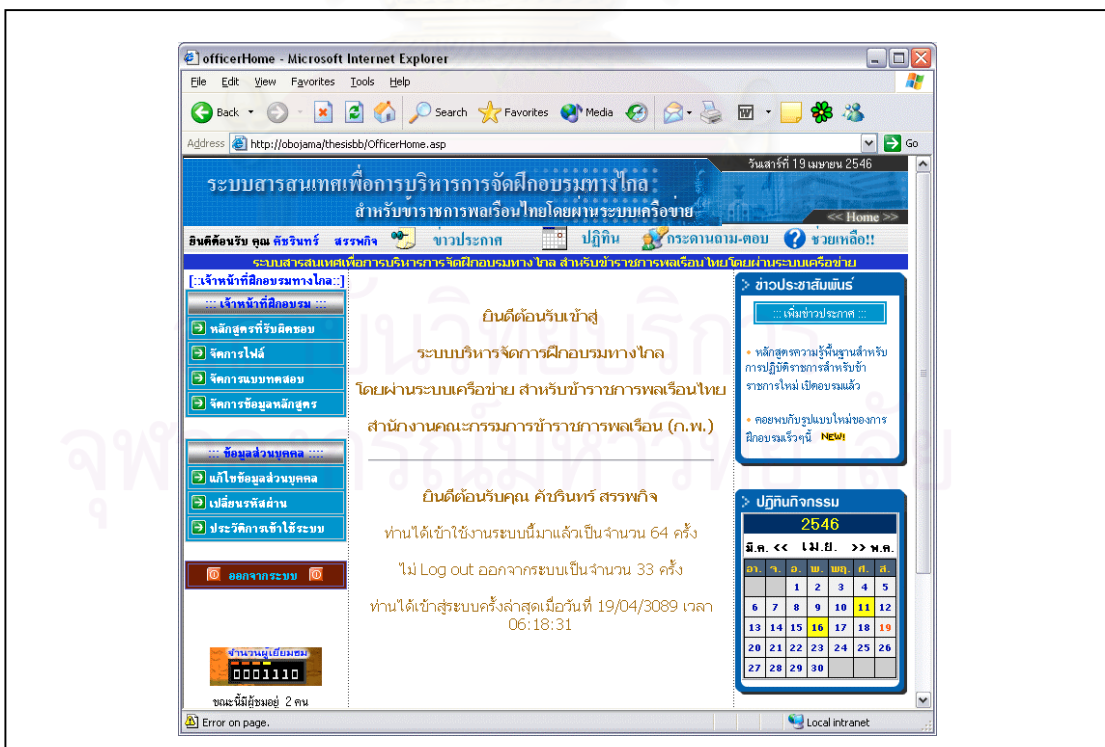 officerHome - Microsoft Internet Explorer
File Edit View Favorites Tools Help
Back Search Favorites Media
Address http://obojama/thesisbb/OfficerHome.asp Go
วันเสาร์ที่ 19 เมษายน 2546
ระบบสารสนเทศเพื่อการบริหารการจัดฝึกอบรมทางไกล
สำหรับข้าราชการพลเรือนไทยโดยผ่านระบบเครือข่าย
<< Home >>
ยินดีต้อนรับ คุณ คัชรินทร์ สรรพกิจ ข่าวประกาศ ปฏิทิน กระดานถาม-ตอบ ช่วยเหลือ!!
ระบบสารสนเทศเพื่อการบริหารการจัดฝึกอบรมทางไกล สำหรับข้าราชการพลเรือนไทยโดยผ่านระบบเครือข่าย
[::เจ้าหน้าที่ฝึกอบรมทางไกล::]
::: เจ้าหน้าที่ฝึกอบรม :::
หลักสูตรที่รับผิดชอบ
จัดการไฟล์
จัดการแบบทดสอบ
จัดการข้อมูลหลักสูตร
::: ข้อมูลส่วนบุคคล ::::
แก้ไขข้อมูลส่วนบุคคล
เปลี่ยนรหัสผ่าน
ประวัติการเข้าใช้ระบบ
ออกจากระบบ
จำนวนผู้เยี่ยมชม
0001110
ขณะนี้มีผู้ชมอยู่ 2 คน
ยินดีต้อนรับเข้าสู่
ระบบบริหารจัดการฝึกอบรมทางไกล
โดยผ่านระบบเครือข่าย สำหรับข้าราชการพลเรือนไทย
สำนักงานคณะกรรมการข้าราชการพลเรือน (ก.พ.)
ยินดีต้อนรับคุณ คัชรินทร์ สรรพกิจ
ท่านได้เข้าใช้งานระบบนี้มาแล้วเป็นจำนวน 64 ครั้ง
ไม่ Log out ออกจากระบบเป็นจำนวน 33 ครั้ง
ท่านได้เข้าสู่ระบบครั้งล่าสุดเมื่อวันที่ 19/04/3089 เวลา
06:18:31
ข่าวประชาสัมพันธ์
::: เพิ่มข่าวประกาศ :::
หลักสูตรความรู้พื้นฐานสำหรับ
การปฏิบัติราชการสำหรับข้า
ราชการใหม่ เปิดอบรมแล้ว
คอยพบกับรูปแบบใหม่ของการ
ฝึกอบรมเร็วๆนี้ NEW!
ปฏิทินกิจกรรม
2546
มี.ค. << เม.ย. >> พ.ค.
อา. จ. อ. พ. พฤ. ศ. ส.
1 2 3 4 5
6 7 8 9 10 11 12
13 14 15 16 17 18 19
20 21 22 23 24 25 26
27 28 29 30
Error on page. Local intranet
สถาบันวิทยบริการ
จุฬาลงกรณ์มหาวิทยาลัย